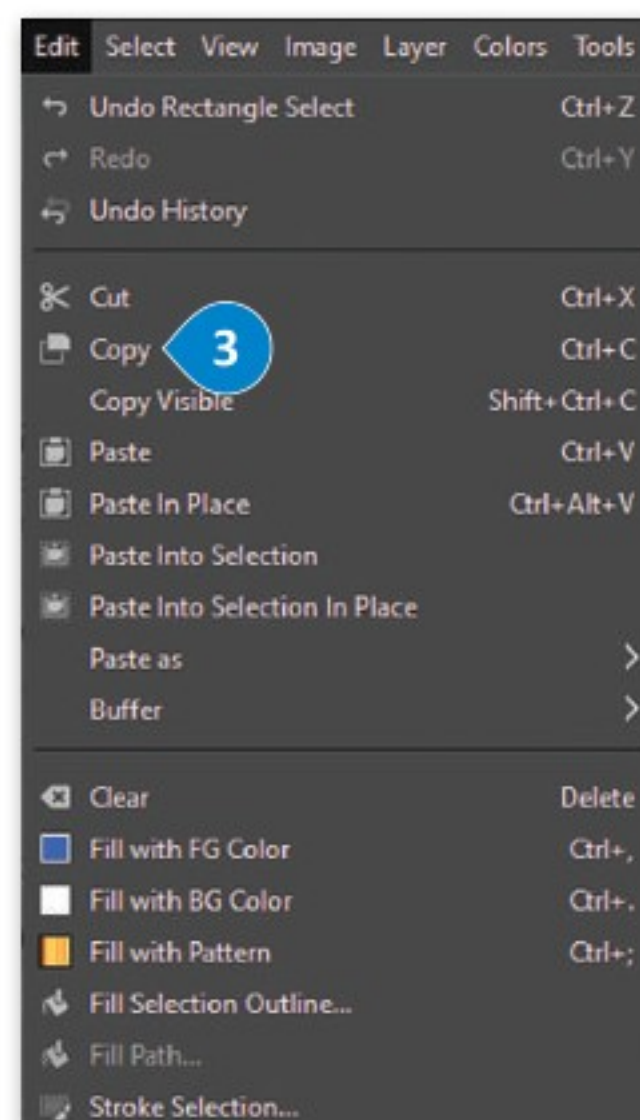 Edit Select View Image Layer Colors Tools
Undo Rectangle Select Ctrl+Z
Redo Ctrl+Y
Undo History
Cut Ctrl+X
Copy 3 Ctrl+C
Copy Visible Shift+Ctrl+C
Paste Ctrl+V
Paste In Place Ctrl+Alt+V
Paste Into Selection
Paste Into Selection In Place
Paste as
Buffer
Clear Delete
Fill with FG Color Ctrl+,
Fill with BG Color Ctrl+.
Fill with Pattern Ctrl+;
Fill Selection Outline...
Fill Path...
Stroke Selection...